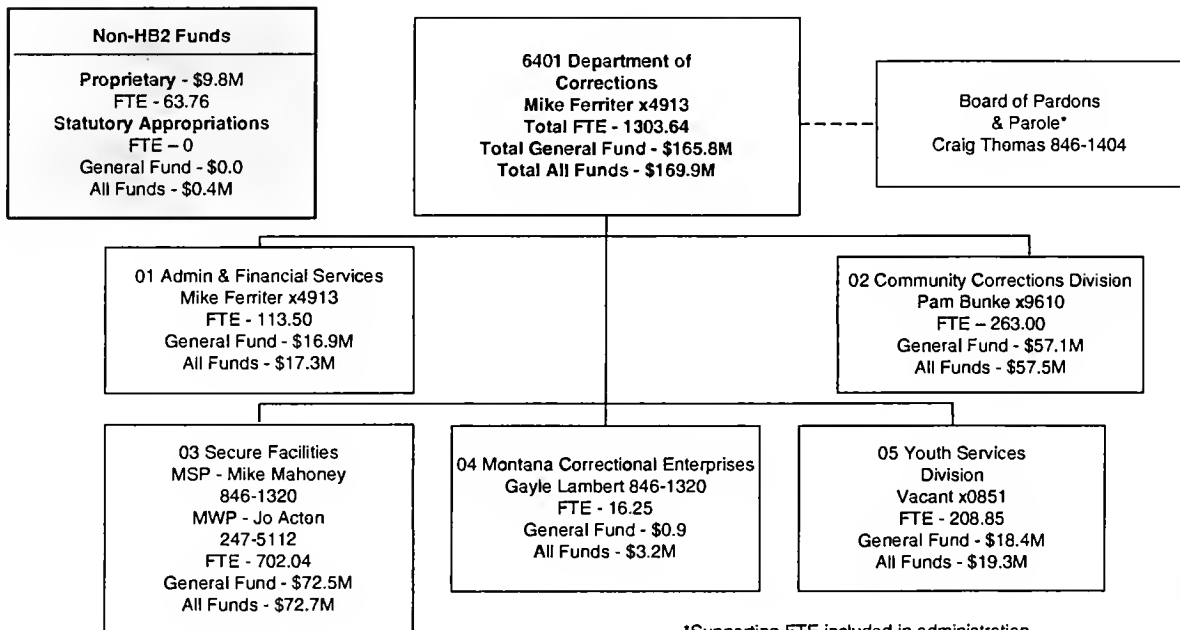 Non-HB2 Funds
Proprietary - $9.8M
FTE - 63.76
Statutory Appropriations
FTE – 0
General Fund - $0.0
All Funds - $0.4M
6401 Department of
Corrections
Mike Ferriter x4913
Total FTE - 1303.64
Total General Fund - $165.8M
Total All Funds - $169.9M
Board of Pardons
& Parole*
Craig Thomas 846-1404
01 Admin & Financial Services
Mike Ferriter x4913
FTE - 113.50
General Fund - $16.9M
All Funds - $17.3M
02 Community Corrections Division
Pam Bunke x9610
FTE – 263.00
General Fund - $57.1M
All Funds - $57.5M
03 Secure Facilities
MSP - Mike Mahoney
846-1320
MWP - Jo Acton
247-5112
FTE - 702.04
General Fund - $72.5M
All Funds - $72.7M
04 Montana Correctional Enterprises
Gayle Lambert 846-1320
FTE - 16.25
General Fund - $0.9
All Funds - $3.2M
05 Youth Services
Division
Vacant x0851
FTE - 208.85
General Fund - $18.4M
All Funds - $19.3M
*Supporting FTE included in administration